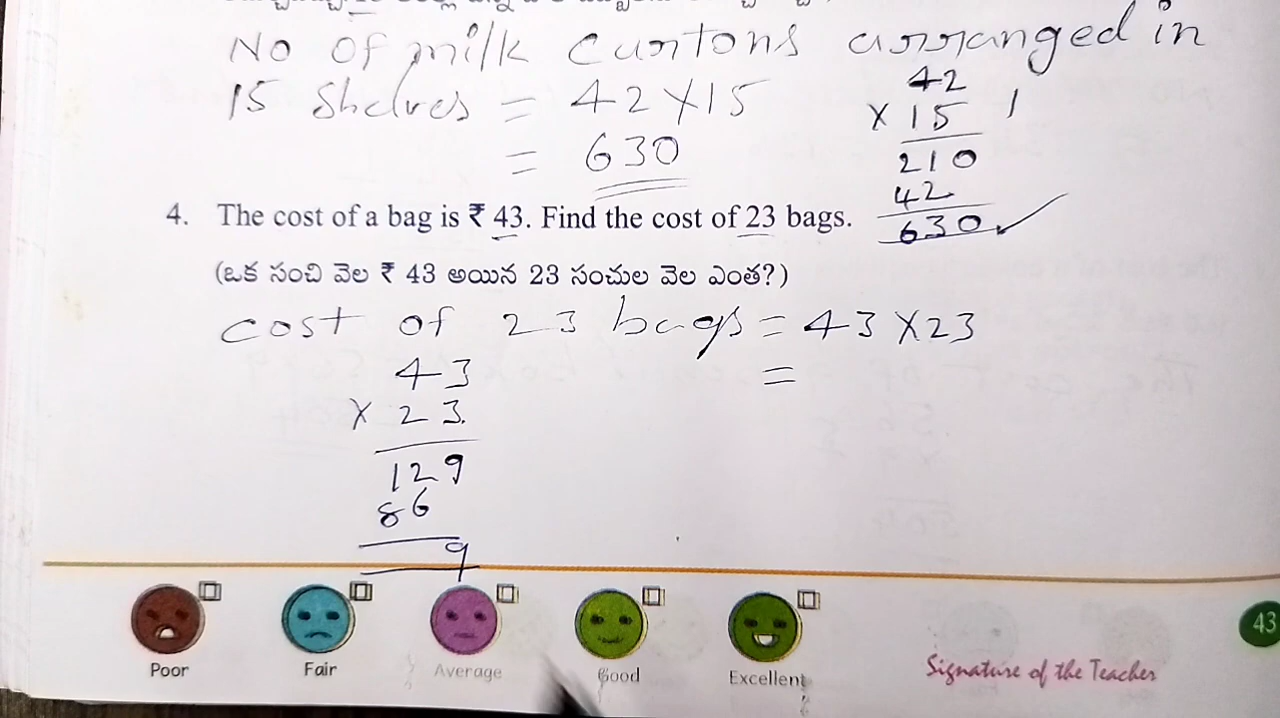 No of milk cartons arranged in
15 shelves = 42 X 15
= 630
42
X 15 1
210
42
630 ✓
4. The cost of a bag is ₹ 43. Find the cost of 23 bags.
(ఒక సంచి వెల ₹ 43 అయిన 23 సంచుల వెల ఎంత?)
cost of 23 bags = 43 X 23
=
43
X 23.
129
86
9
Poor Fair Average Good Excellent
Signature of the Teacher
43